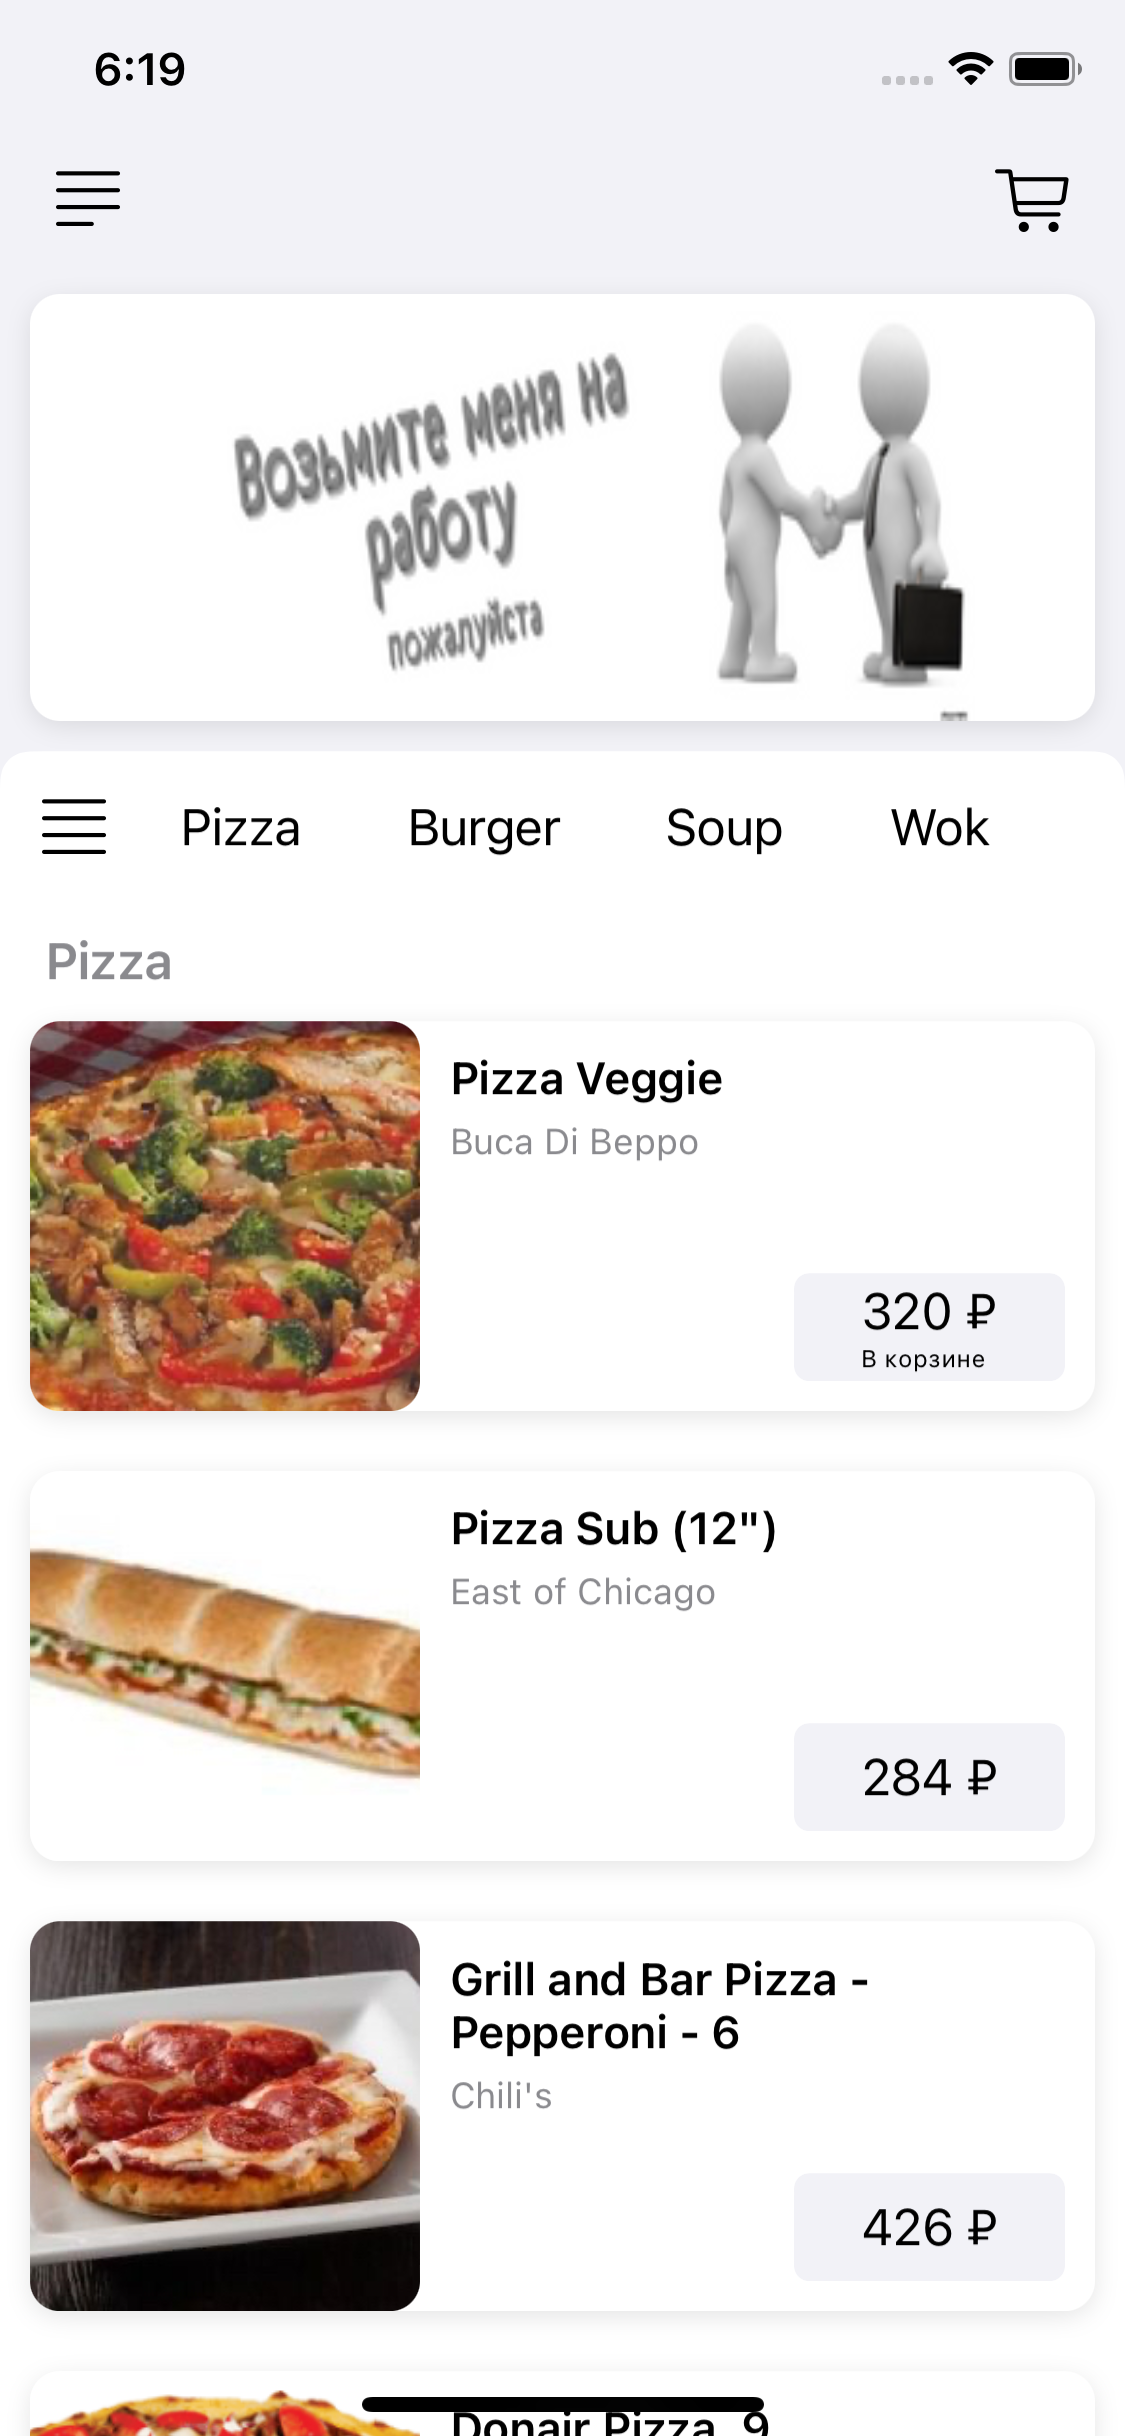 6:19
Возьмите меня на
работу
пожалуйста
Pizza Burger Soup Wok
Pizza
Pizza Veggie
Buca Di Beppo
320 ₽
В корзине
Pizza Sub (12")
East of Chicago
284 ₽
Grill and Bar Pizza -
Pepperoni - 6
Chili's
426 ₽
Donair Pizza, 9